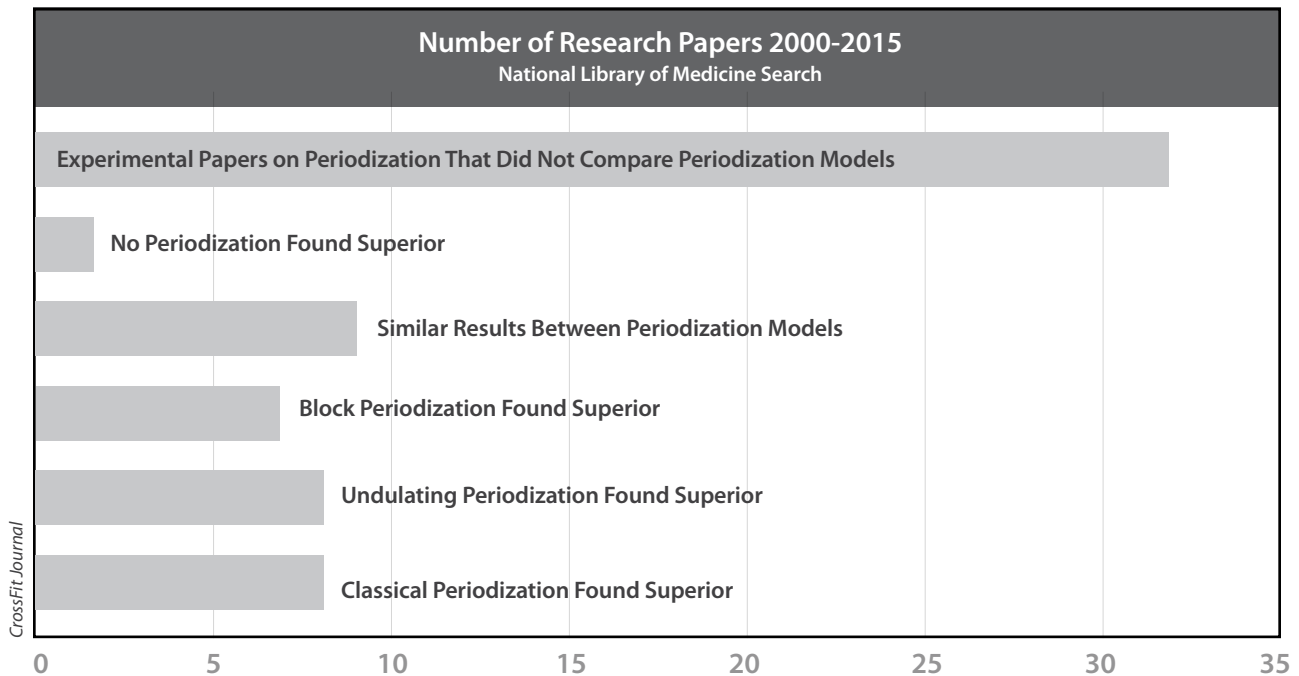 Number of Research Papers 2000-2015
National Library of Medicine Search
Experimental Papers on Periodization That Did Not Compare Periodization Models
No Periodization Found Superior
Similar Results Between Periodization Models
Block Periodization Found Superior
Undulating Periodization Found Superior
Classical Periodization Found Superior
CrossFit Journal
0 5 10 15 20 25 30 35